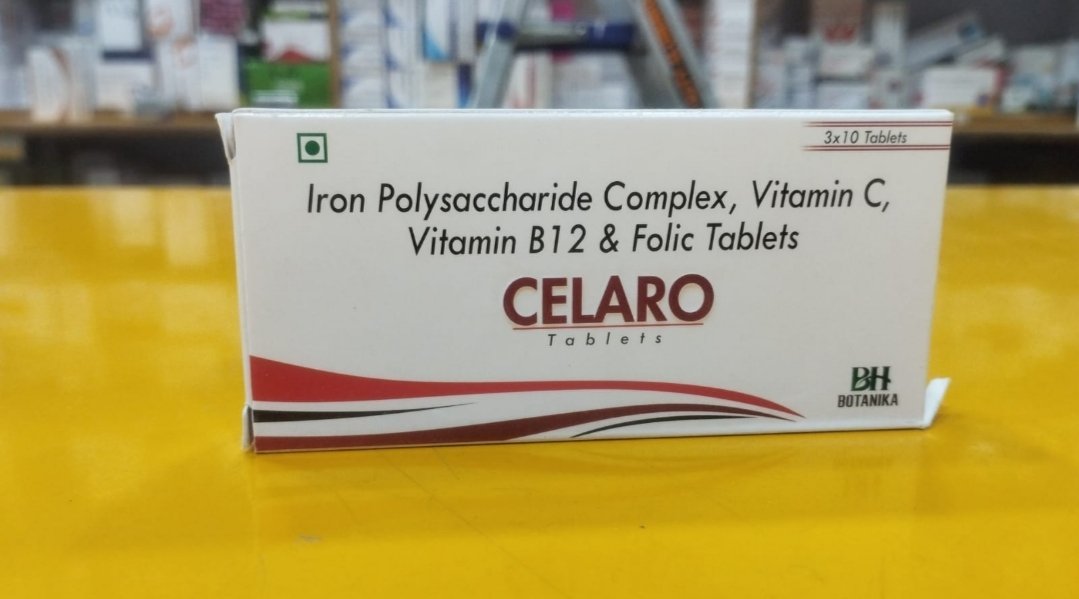 3x10 Tablets
Iron Polysaccharide Complex, Vitamin C,
Vitamin B12 & Folic Tablets
CELARO
Tablets
BH
BOTANIKA